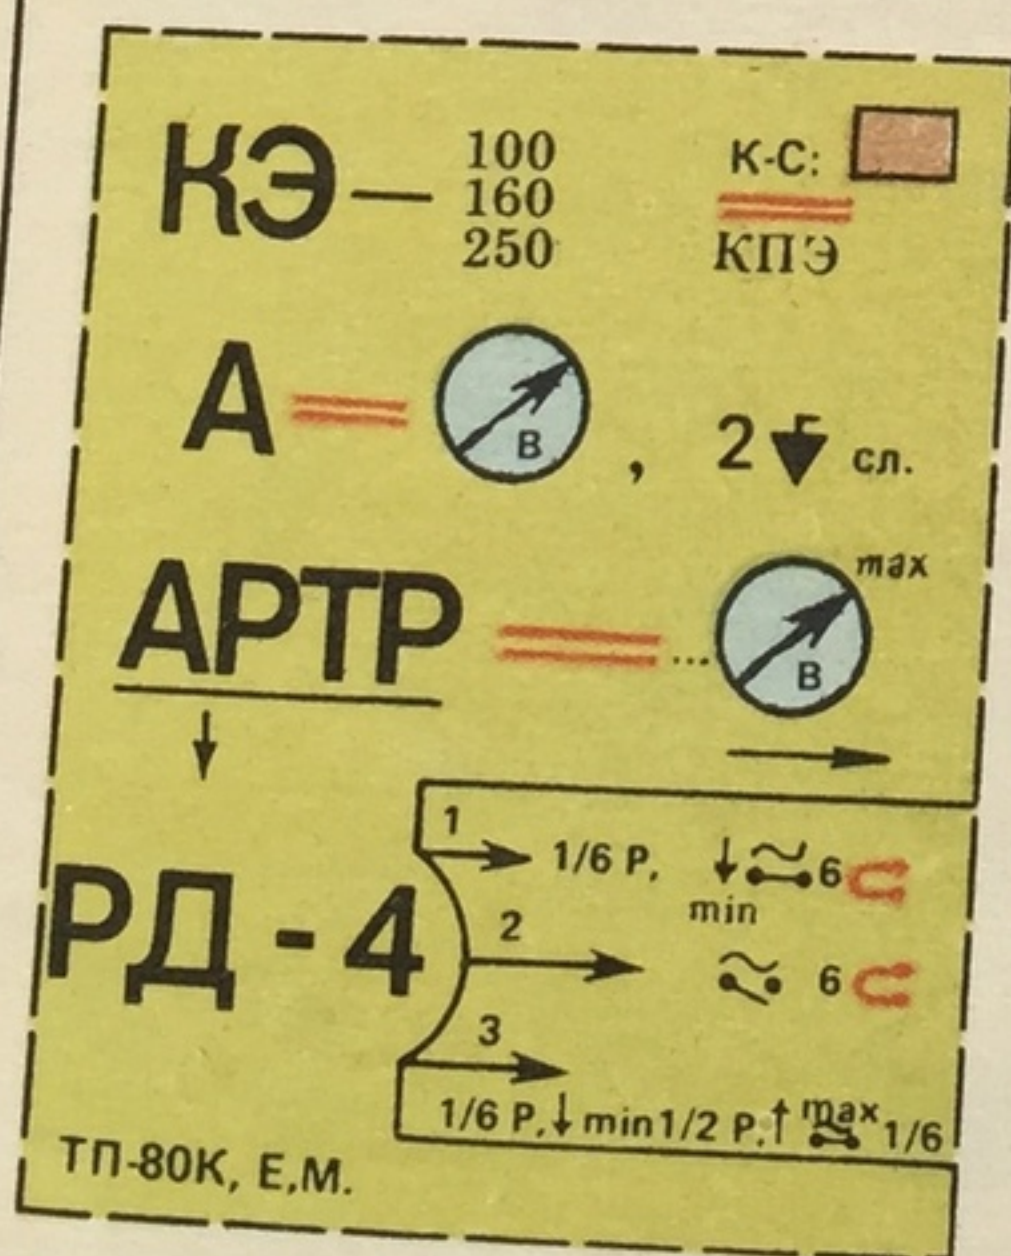 КЭ — 100 160 250 К-С: КПЭ
А В , 2 сл.
АРТР ... В max
РД - 4
1
1/6 Р, min 6
2
6
3
1/6 Р, min 1/2 Р, max 1/6
ТП-80К, Е,М.